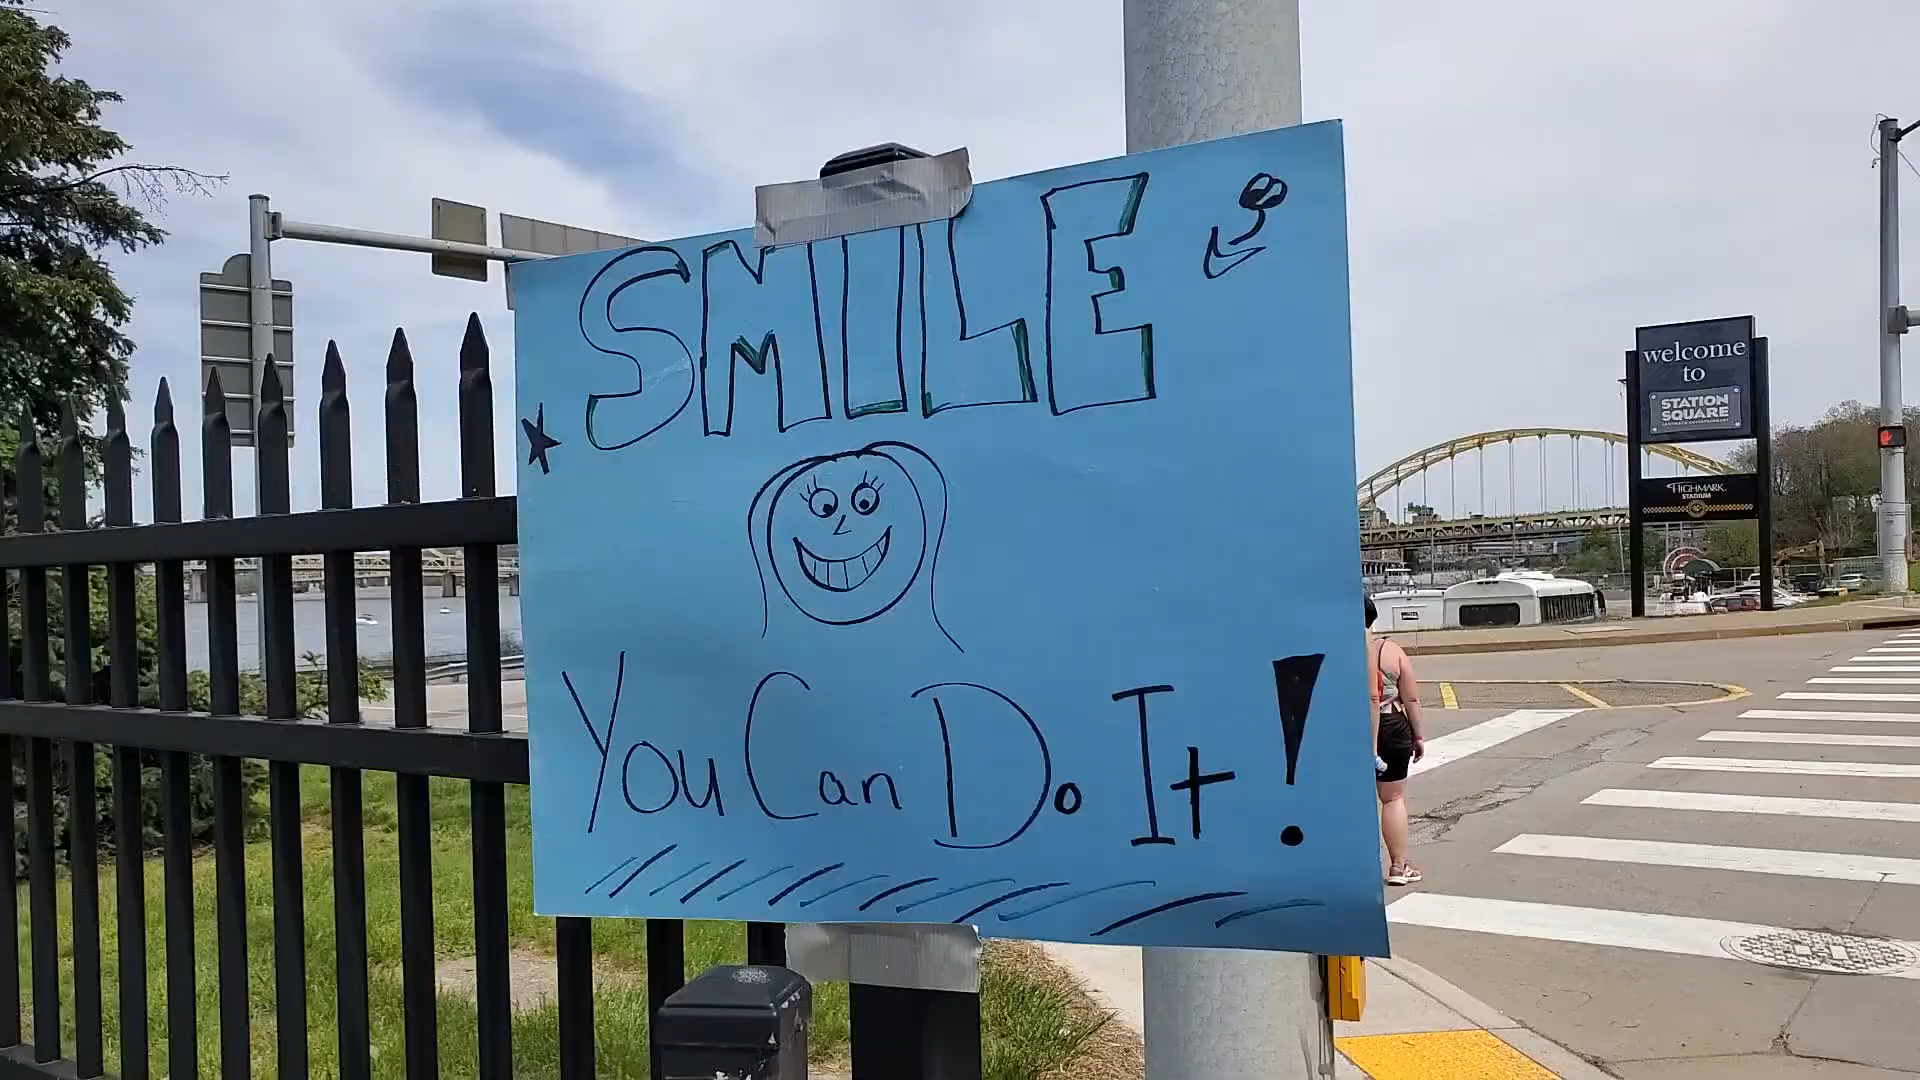 SMILE
You Can Do It!
welcome
to
STATION
SQUARE
HIGHMARK
STADIUM